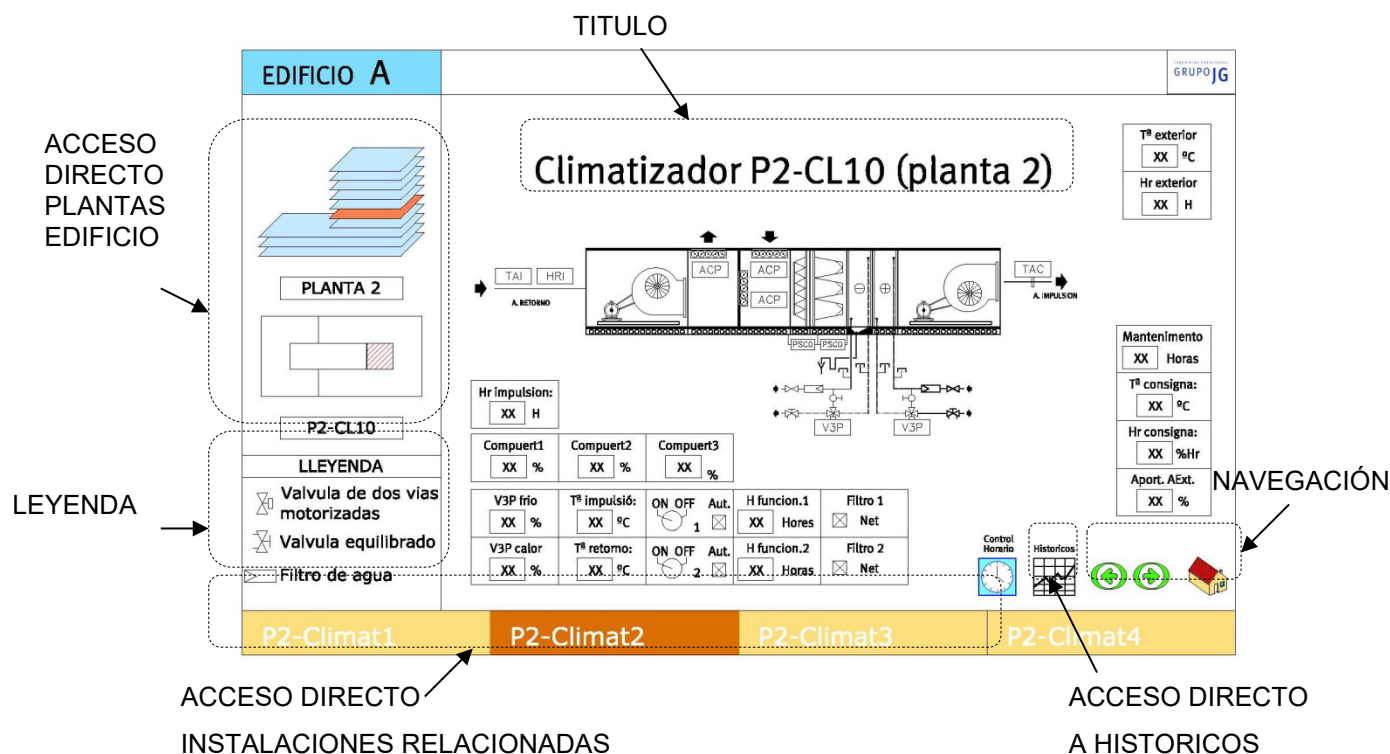 TITULO
EDIFICIO A
ingenieros consultores
GRUPO JG
ACCESO
DIRECTO
PLANTAS
EDIFICIO
Climatizador P2-CL10 (planta 2)
Tª exterior
XX ºC
Hr exterior
XX H
ACP ACP
ACP
TAI HRI
A. RETORNO
TAC
A. IMPULSION
PSCO PSCO
V3P V3P
PLANTA 2
P2-CL10
Mantenimento
XX Horas
Tª consigna:
XX ºC
Hr consigna:
XX %Hr
Aport. AExt.
XX %
Hr impulsion:
XX H
Compuert1 Compuert2 Compuert3
XX % XX % XX %
V3P frio Tª impulsió: ON OFF Aut. H funcion.1 Filtro 1
XX % XX ºC 1 XX Hores Net
V3P calor Tª retorno: ON OFF Aut. H funcion.2 Filtro 2
XX % XX ºC 2 XX Horas Net
LEYENDA
LLEYENDA
Valvula de dos vias
motorizadas
Valvula equilibrado
Filtro de agua
NAVEGACIÓN
Control
Horario
Historicos
P2-Climat1 P2-Climat2 P2-Climat3 P2-Climat4
ACCESO DIRECTO
INSTALACIONES RELACIONADAS
ACCESO DIRECTO
A HISTORICOS